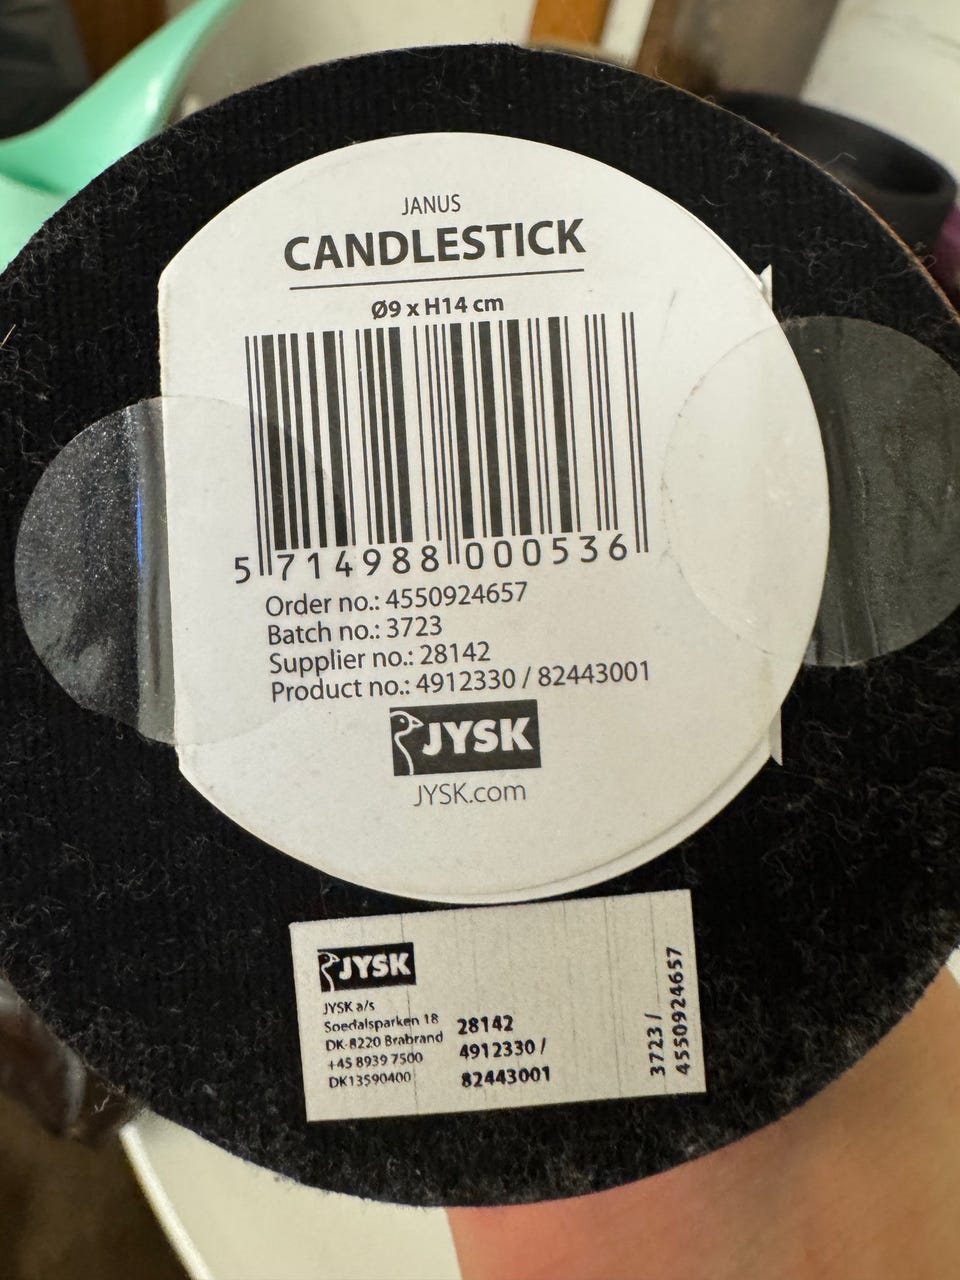 JANUS
CANDLESTICK
Ø9 x H14 cm
5 714988 000536
Order no.: 4550924657
Batch no.: 3723
Supplier no.: 28142
Product no.: 4912330 / 82443001
JYSK
JYSK.com
JYSK
JYSK a/s
Soedalsparken 18
DK-8220 Brabrand
+45 8939 7500
DK13590400
28142
4912330 /
82443001
3723 /
4550924657